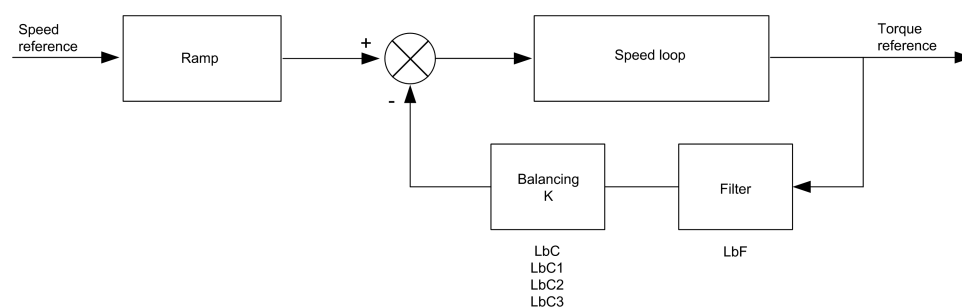 Speed
reference
Ramp
+
-
Speed loop
Torque
reference
Balancing
K
Filter
LbC
LbC1
LbC2
LbC3
LbF